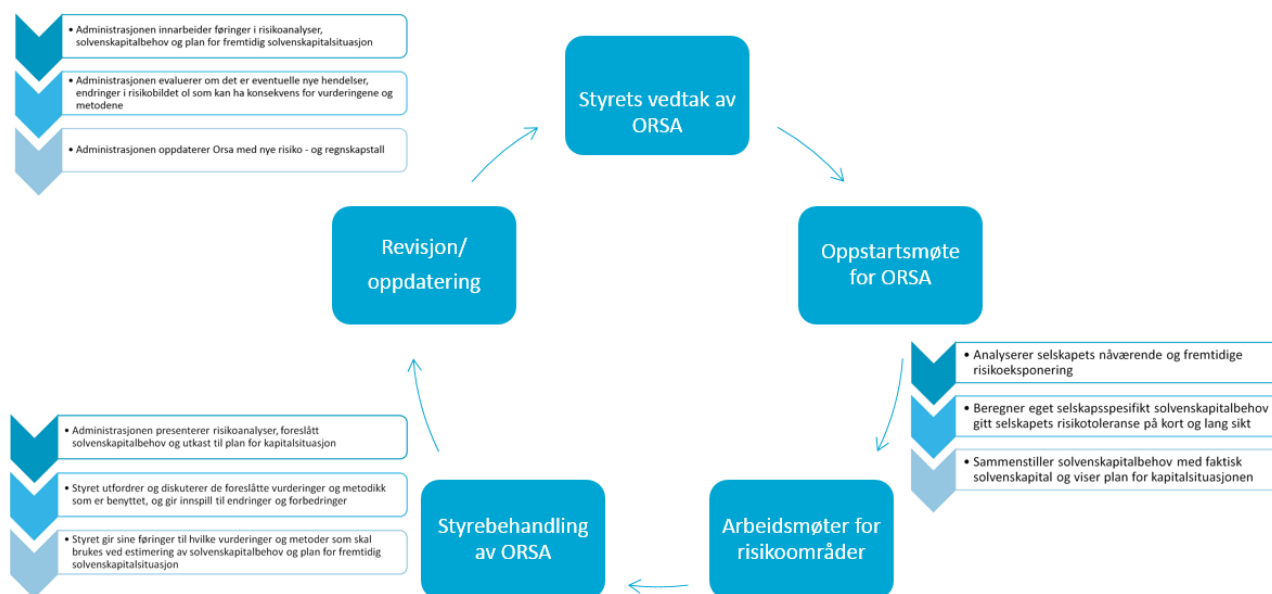 • Administrasjonen innarbeider føringer i risikoanalyser,
solvenskapitalbehov og plan for fremtidig solvenskapitalsituasjon
• Administrasjonen evaluerer om det er eventuelle nye hendelser,
endringer i risikobildet ol som kan ha konsekvens for vurderingene og
metodene
• Administrasjonen oppdaterer Orsa med nye risiko - og regnskapstall
Styrets vedtak av
ORSA
Oppstartsmøte
for ORSA
• Analyserer selskapets nåværende og fremtidige
risikoeksponering
• Beregner eget selskapsspesifikt solvenskapitalbehov
gitt selskapets risikotoleranse på kort og lang sikt
• Sammenstiller solvenskapitalbehov med faktisk
solvenskapital og viser plan for kapitalsituasjonen
Arbeidsmøter for
risikoområder
Styrebehandling
av ORSA
• Administrasjonen presenterer risikoanalyser, foreslått
solvenskapitalbehov og utkast til plan for kapitalsituasjon
• Styret utfordrer og diskuterer de foreslåtte vurderinger og metodikk
som er benyttet, og gir innspill til endringer og forbedringer
• Styret gir sine føringer til hvilke vurderinger og metoder som skal
brukes ved estimering av solvenskapitalbehov og plan for fremtidig
solvenskapitalsituasjon
Revisjon/
oppdatering